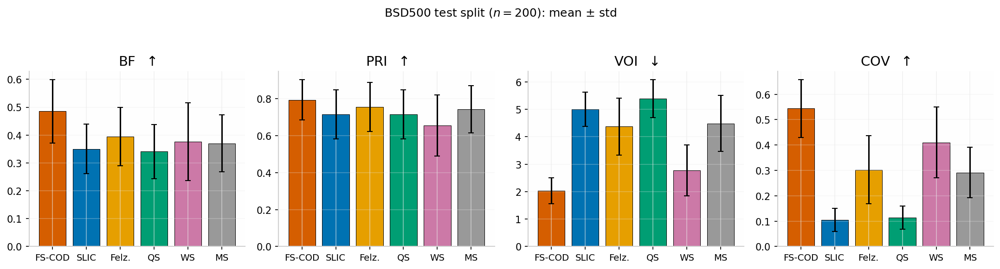 BSD500 test split (n = 200): mean ± std
BF ↑
0.6
0.5
0.4
0.3
0.2
0.1
0.0
FS-COD SLIC Felz. QS WS MS
PRI ↑
0.8
0.6
0.4
0.2
0.0
FS-COD SLIC Felz. QS WS MS
VOI ↓
6
5
4
3
2
1
0
FS-COD SLIC Felz. QS WS MS
COV ↑
0.6
0.5
0.4
0.3
0.2
0.1
0.0
FS-COD SLIC Felz. QS WS MS